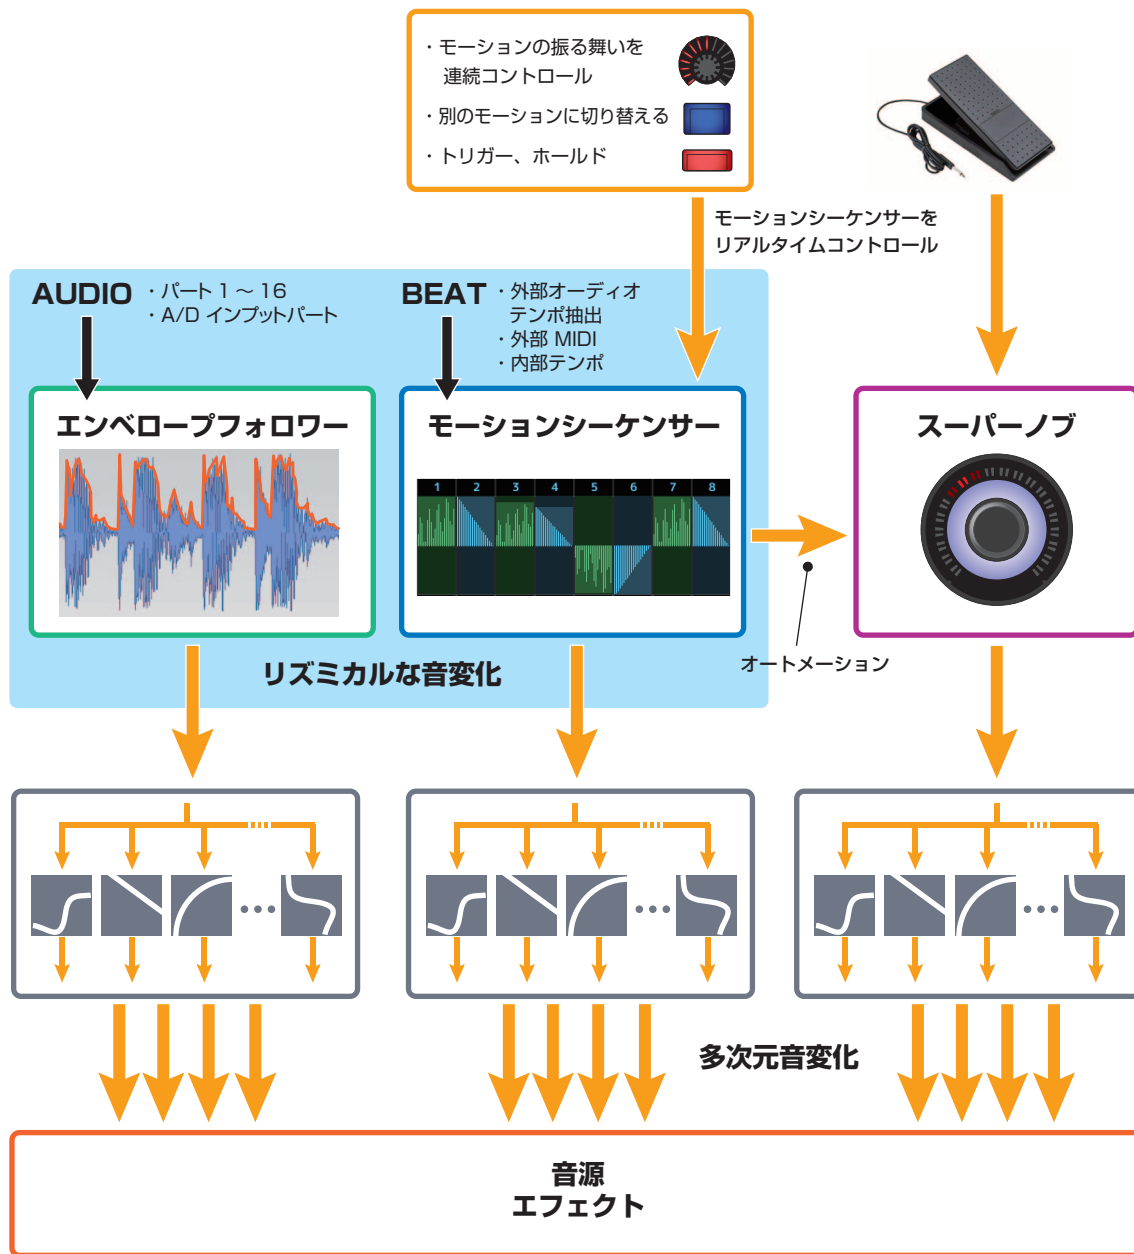 ・モーションの振る舞いを
連続コントロール
・別のモーションに切り替える
・トリガー、ホールド
モーションシーケンサーを
リアルタイムコントロール
AUDIO ・パート 1 ～ 16
・A/D インプットパート
BEAT ・外部オーディオ
テンポ抽出
・外部 MIDI
・内部テンポ
エンベロープフォロワー
モーションシーケンサー
スーパーノブ
1 2 3 4 5 6 7 8
オートメーション
リズミカルな音変化
多次元音変化
音源
エフェクト